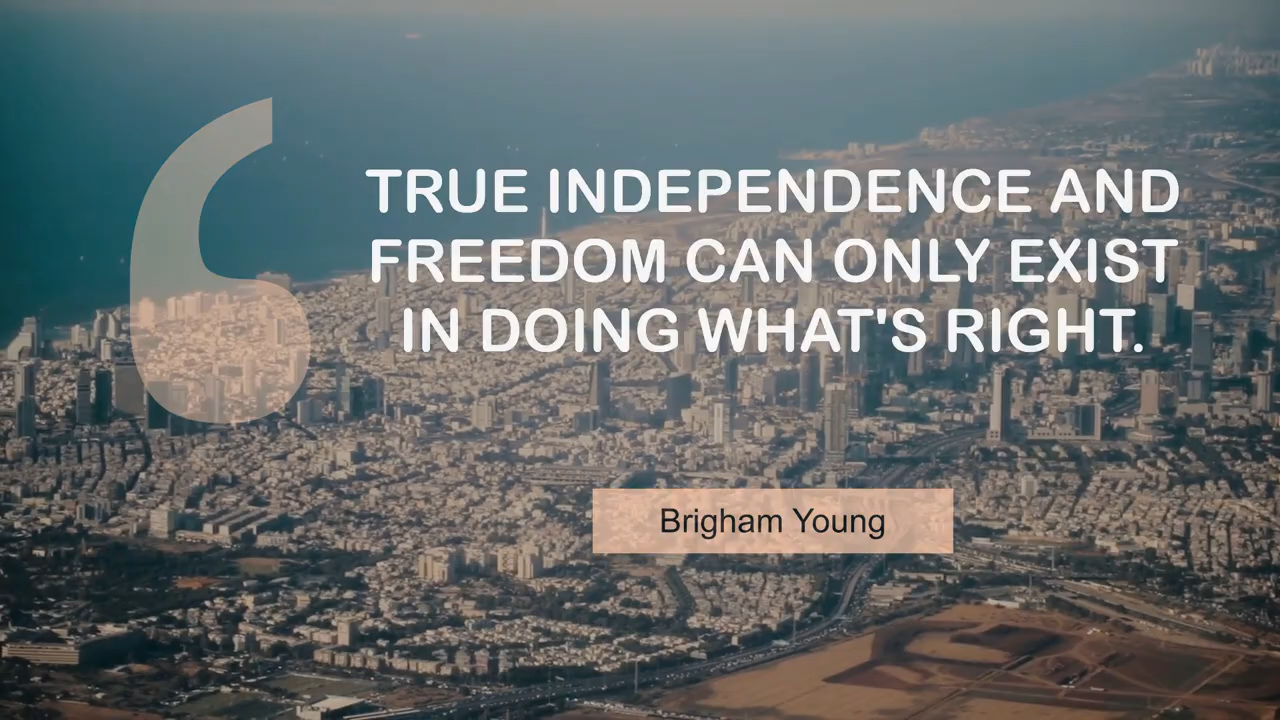 TRUE INDEPENDENCE AND
FREEDOM CAN ONLY EXIST
IN DOING WHAT'S RIGHT.
Brigham Young